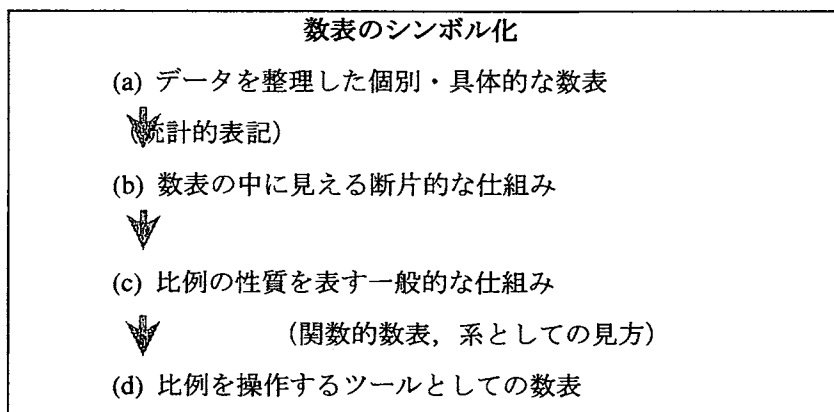 数表のシンボル化
(a) データを整理した個別・具体的な数表
(統計的表記)
(b) 数表の中に見える断片的な仕組み
(c) 比例の性質を表す一般的な仕組み
(関数的数表，系としての見方)
(d) 比例を操作するツールとしての数表